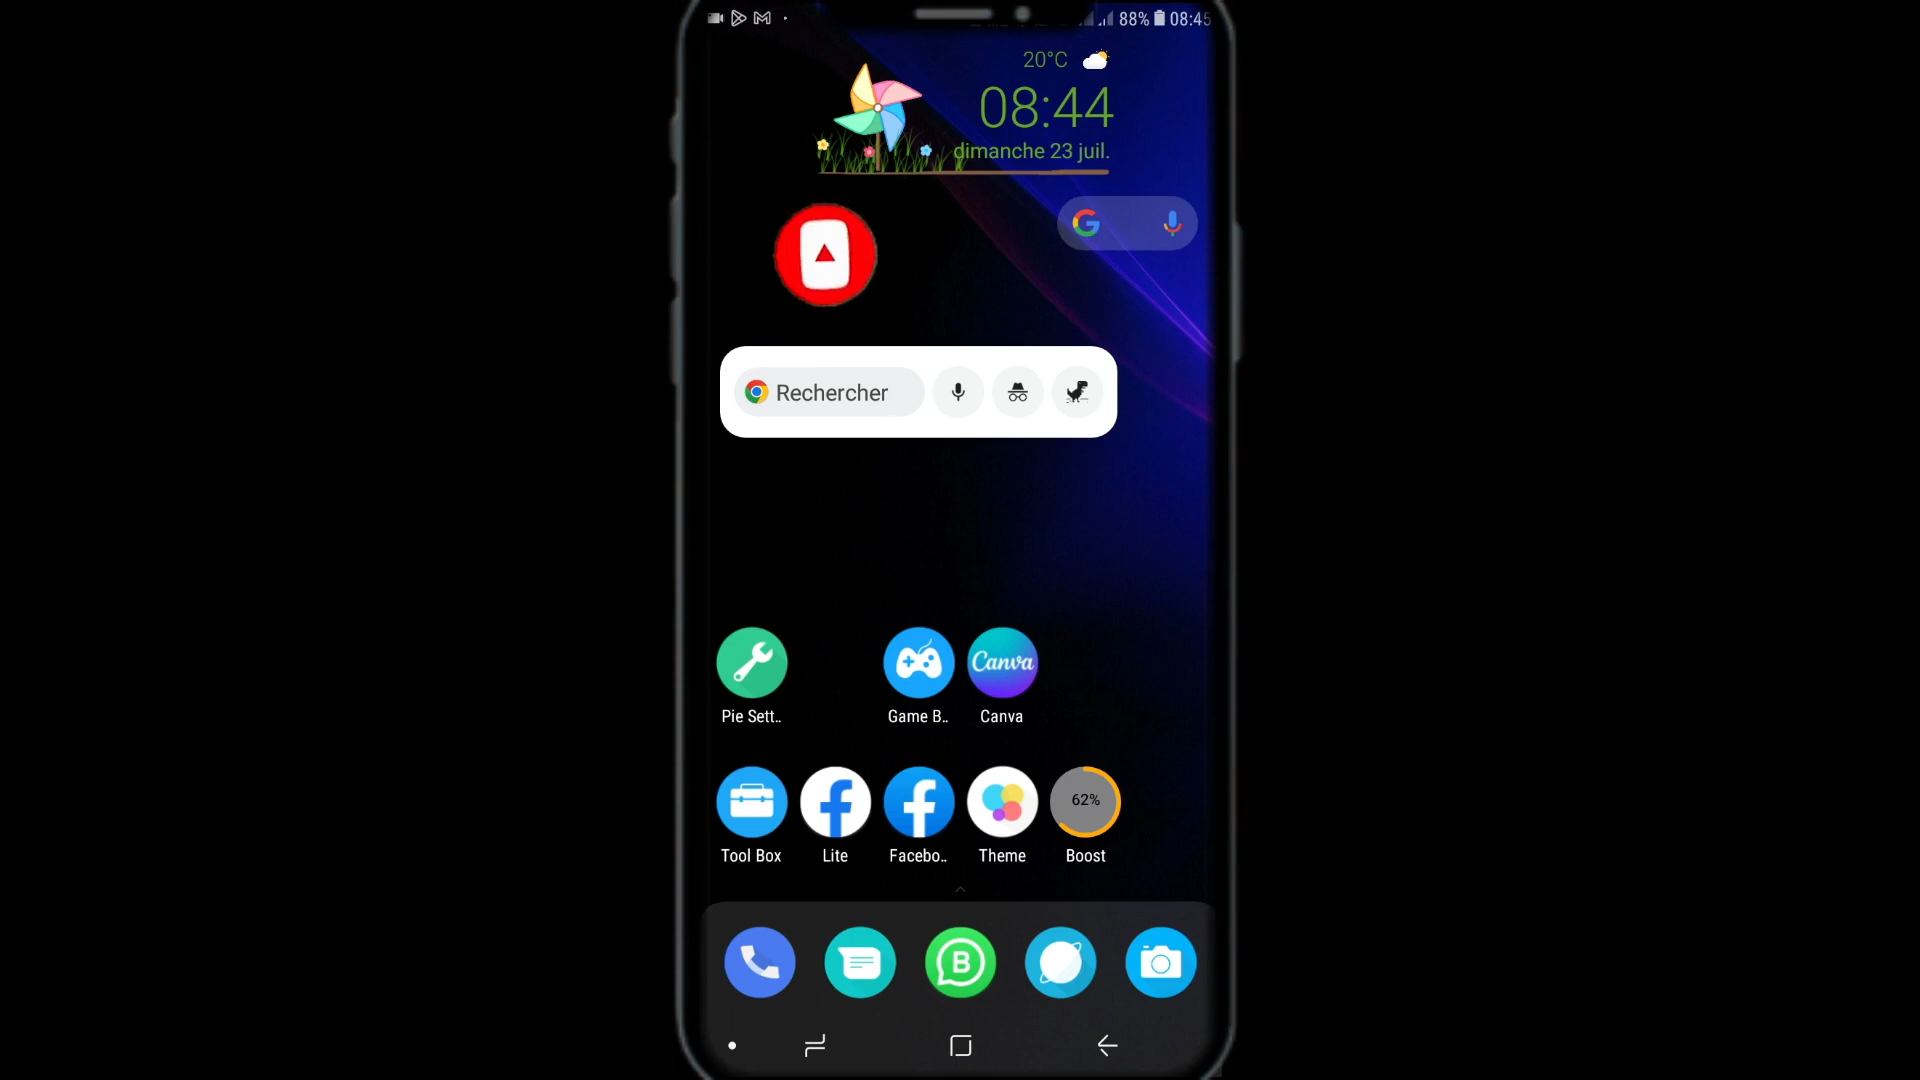 88% 08:45
20°C
08:44
dimanche 23 juil.
Rechercher
Canva
Pie Sett..
Game B..
Canva
62%
Tool Box
Lite
Facebo..
Theme
Boost
B